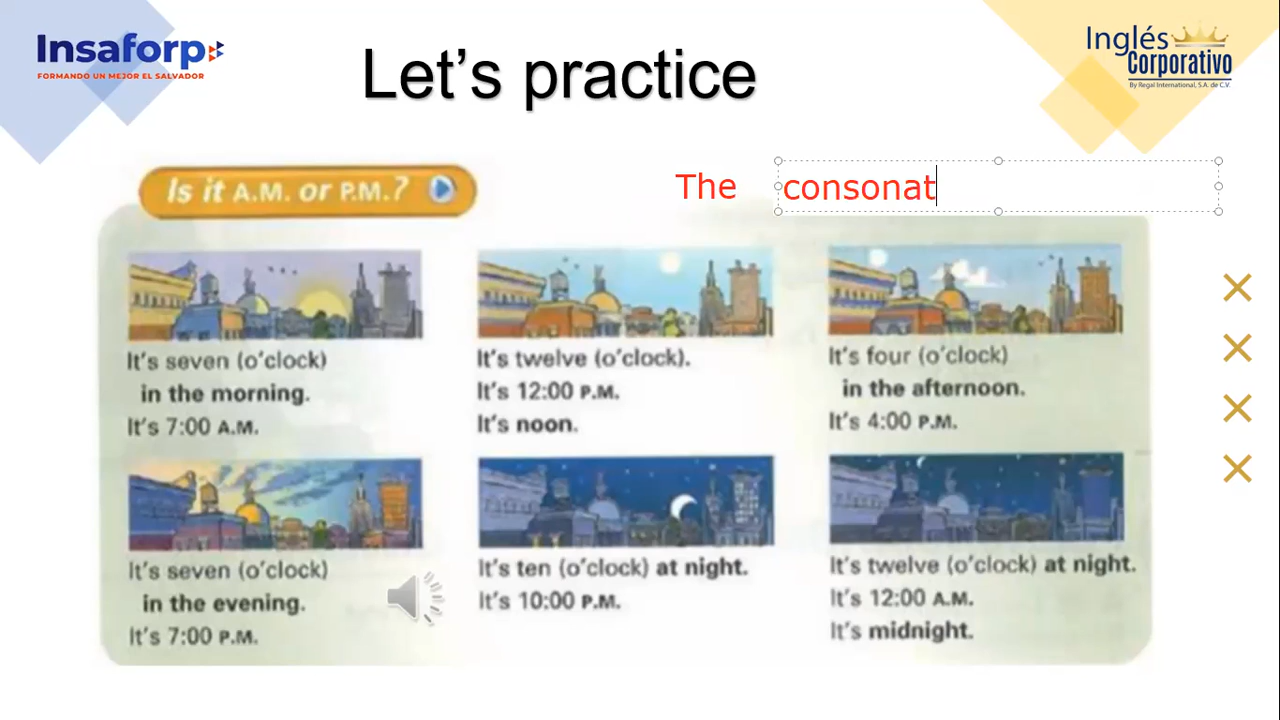 Insaforp
FORMANDO UN MEJOR EL SALVADOR
Let's practice
Inglés
Corporativo
By Regal International, S.A. de C.V.
Is it A.M. or P.M.?
The consonat
It's seven (o'clock)
in the morning.
It's 7:00 A.M.
It's twelve (o'clock).
It's 12:00 P.M.
It's noon.
It's four (o'clock)
in the afternoon.
It's 4:00 P.M.
It's seven (o'clock)
in the evening.
It's 7:00 P.M.
It's ten (o'clock) at night.
It's 10:00 P.M.
It's twelve (o'clock) at night.
It's 12:00 A.M.
It's midnight.